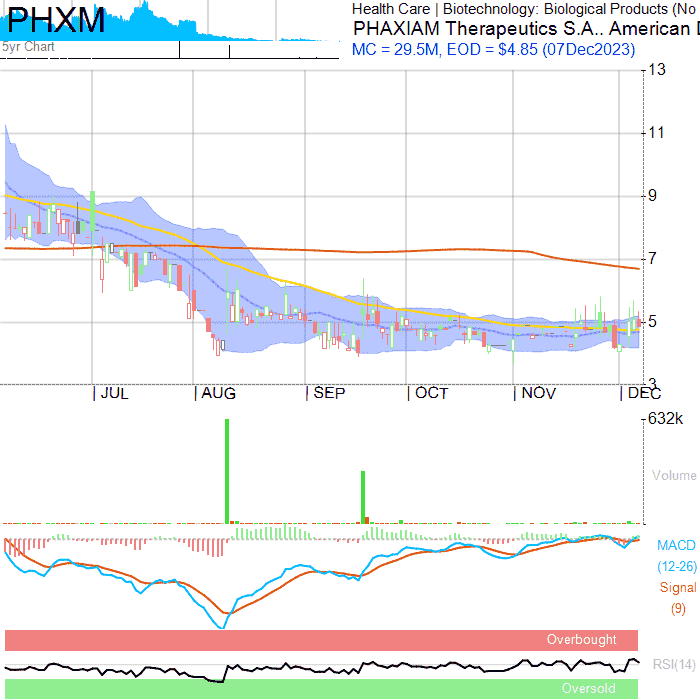 PHXM
5yr Chart
Health Care | Biotechnology: Biological Products (No
PHAXIAM Therapeutics S.A.. American D
MC = 29.5M, EOD = $4.85 (07Dec2023)
13
11
9
7
5
3
JUL AUG SEP OCT NOV DEC
632k
Volume
MACD
(12-26)
Signal
(9)
Overbought
RSI(14)
Oversold